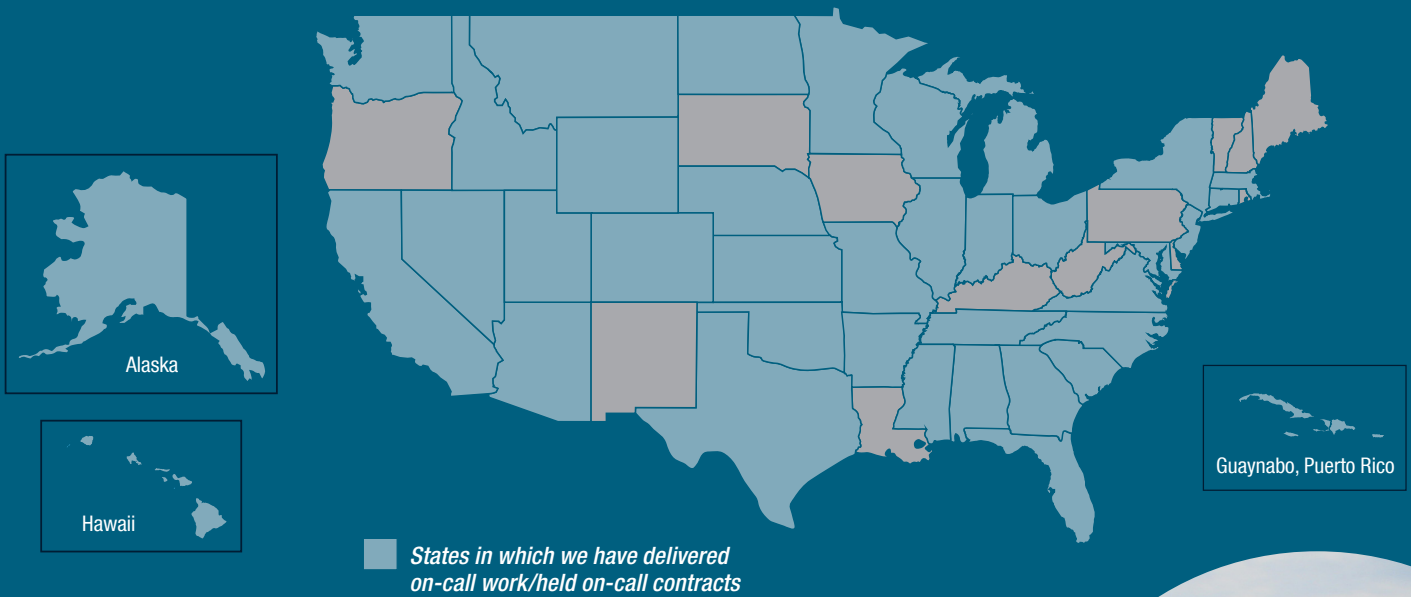 Alaska
Hawaii
Guaynabo, Puerto Rico
States in which we have delivered
on-call work/held on-call contracts